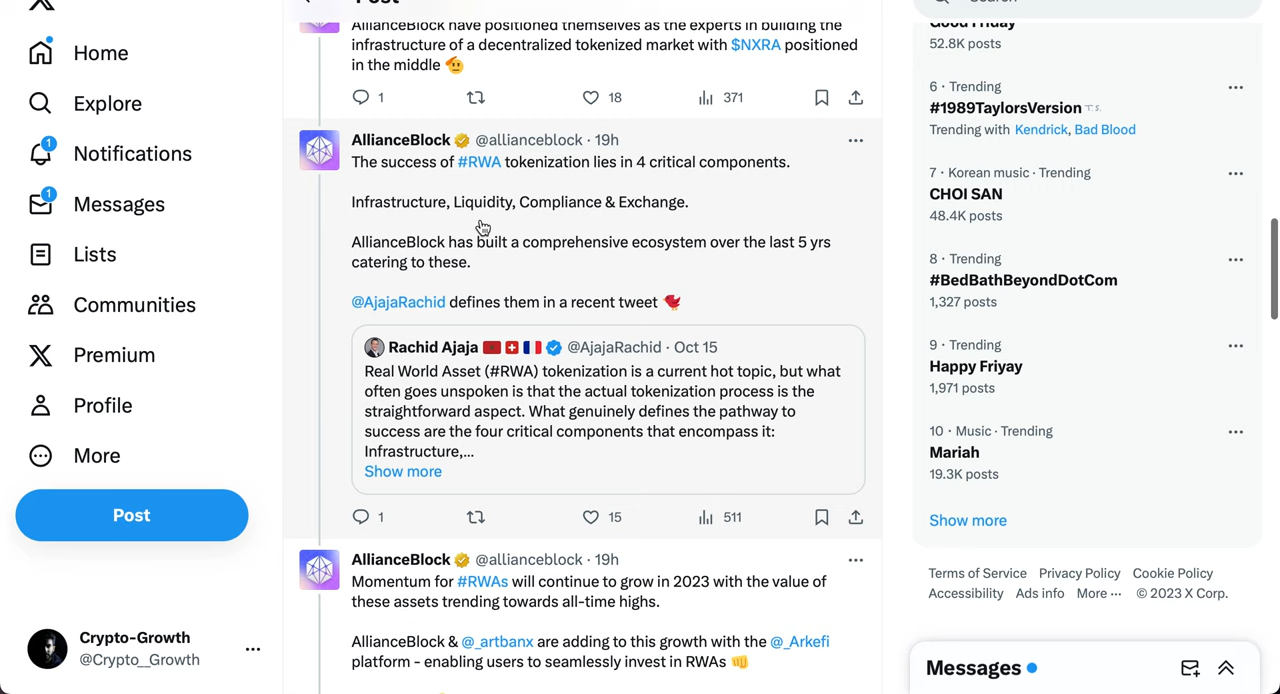 Home
Explore
Notifications
1
Messages
1
Lists
Communities
Premium
Profile
More
Post
Crypto-Growth
@Crypto__Growth
Post
AllianceBlock have positioned themselves as the experts in building the
infrastructure of a decentralized tokenized market with $NXRA positioned
in the middle
1 18 371
AllianceBlock @allianceblock · 19h
The success of #RWA tokenization lies in 4 critical components.
Infrastructure, Liquidity, Compliance & Exchange.
AllianceBlock has built a comprehensive ecosystem over the last 5 yrs
catering to these.
@AjajaRachid defines them in a recent tweet
Rachid Ajaja @AjajaRachid · Oct 15
Real World Asset (#RWA) tokenization is a current hot topic, but what
often goes unspoken is that the actual tokenization process is the
straightforward aspect. What genuinely defines the pathway to
success are the four critical components that encompass it:
Infrastructure,...
Show more
1 15 511
AllianceBlock @allianceblock · 19h
Momentum for #RWAs will continue to grow in 2023 with the value of
these assets trending towards all-time highs.
AllianceBlock & @_artbanx are adding to this growth with the @_Arkefi
platform - enabling users to seamlessly invest in RWAs
Search
Good Friday
52.8K posts
6 · Trending
#1989TaylorsVersion
Trending with Kendrick, Bad Blood
7 · Korean music · Trending
CHOI SAN
48.4K posts
8 · Trending
#BedBathBeyondDotCom
1,327 posts
9 · Trending
Happy Friyay
1,971 posts
10 · Music · Trending
Mariah
19.3K posts
Show more
Terms of Service Privacy Policy Cookie Policy
Accessibility Ads info More ··· © 2023 X Corp.
Messages